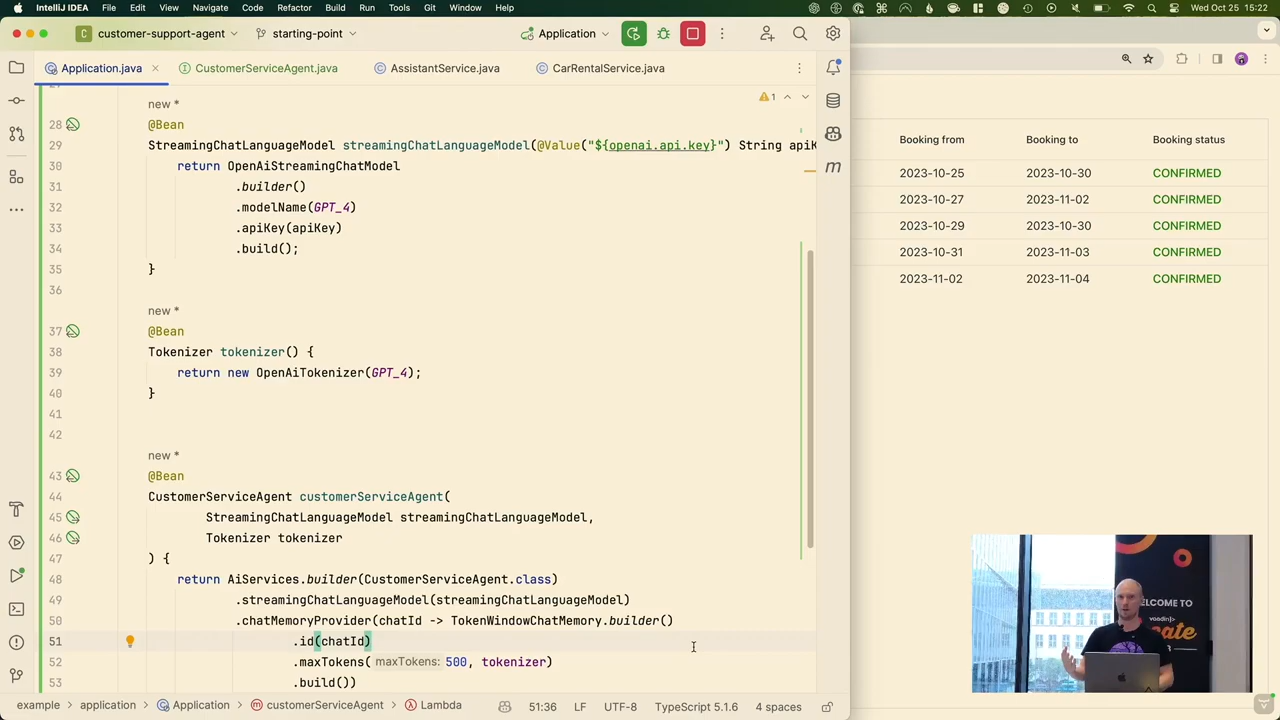 IntelliJ IDEA File Edit View Navigate Code Refactor Build Run Tools Git Window Wed Oct 25 15:22
C customer-support-agent starting-point Application
Application.java CustomerServiceAgent.java AssistantService.java CarRentalService.java
27
new *
1
28 @Bean
29 StreamingChatLanguageModel streamingChatLanguageModel(@Value("${openai.api.key}") String apiK
30 return OpenAiStreamingChatModel
31 .builder()
32 .modelName(GPT_4)
33 .apiKey(apiKey)
34 .build();
35 }
36
new *
37 @Bean
38 Tokenizer tokenizer() {
39 return new OpenAiTokenizer(GPT_4);
40 }
41
42
new *
43 @Bean
44 CustomerServiceAgent customerServiceAgent(
45 StreamingChatLanguageModel streamingChatLanguageModel,
46 Tokenizer tokenizer
47 ) {
48 return AiServices.builder(CustomerServiceAgent.class)
49 .streamingChatLanguageModel(streamingChatLanguageModel)
50 .chatMemoryProvider(chatId -> TokenWindowChatMemory.builder()
51 .id(chatId)
52 .maxTokens( maxTokens: 500, tokenizer)
53 .build())
example > application > Application > customerServiceAgent > Lambda 51:36 LF UTF-8 TypeScript 5.1.6 4 spaces
Booking from Booking to Booking status
2023-10-25 2023-10-30 CONFIRMED
2023-10-27 2023-11-02 CONFIRMED
2023-10-29 2023-10-30 CONFIRMED
2023-10-31 2023-11-03 CONFIRMED
2023-11-02 2023-11-04 CONFIRMED
ELCOME TO
vaadin}>
eate